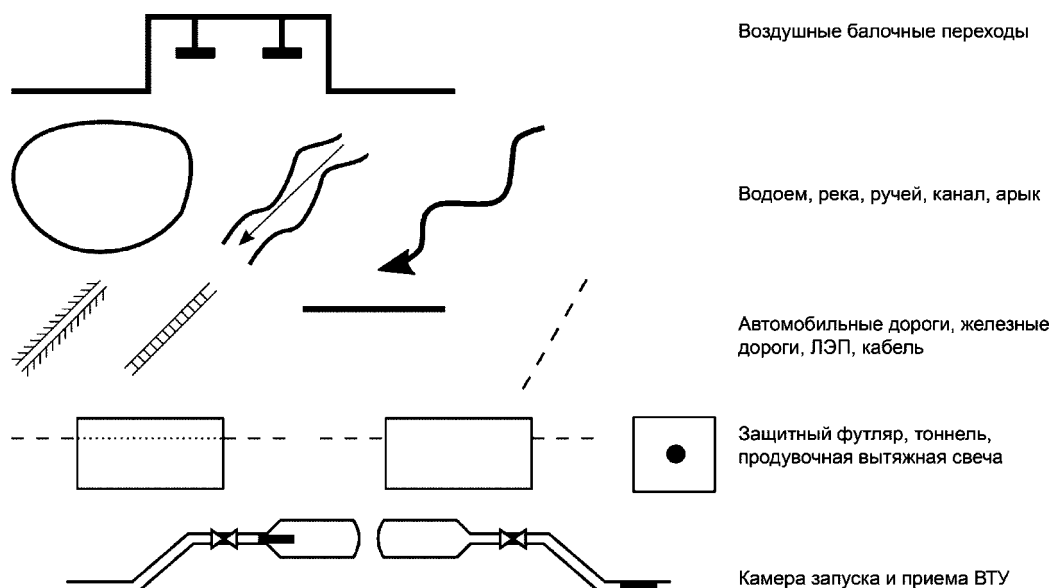 Воздушные балочные переходы
Водоем, река, ручей, канал, арык
Автомобильные дороги, железные
дороги, ЛЭП, кабель
Защитный футляр, тоннель,
продувочная вытяжная свеча
Камера запуска и приема ВТУ